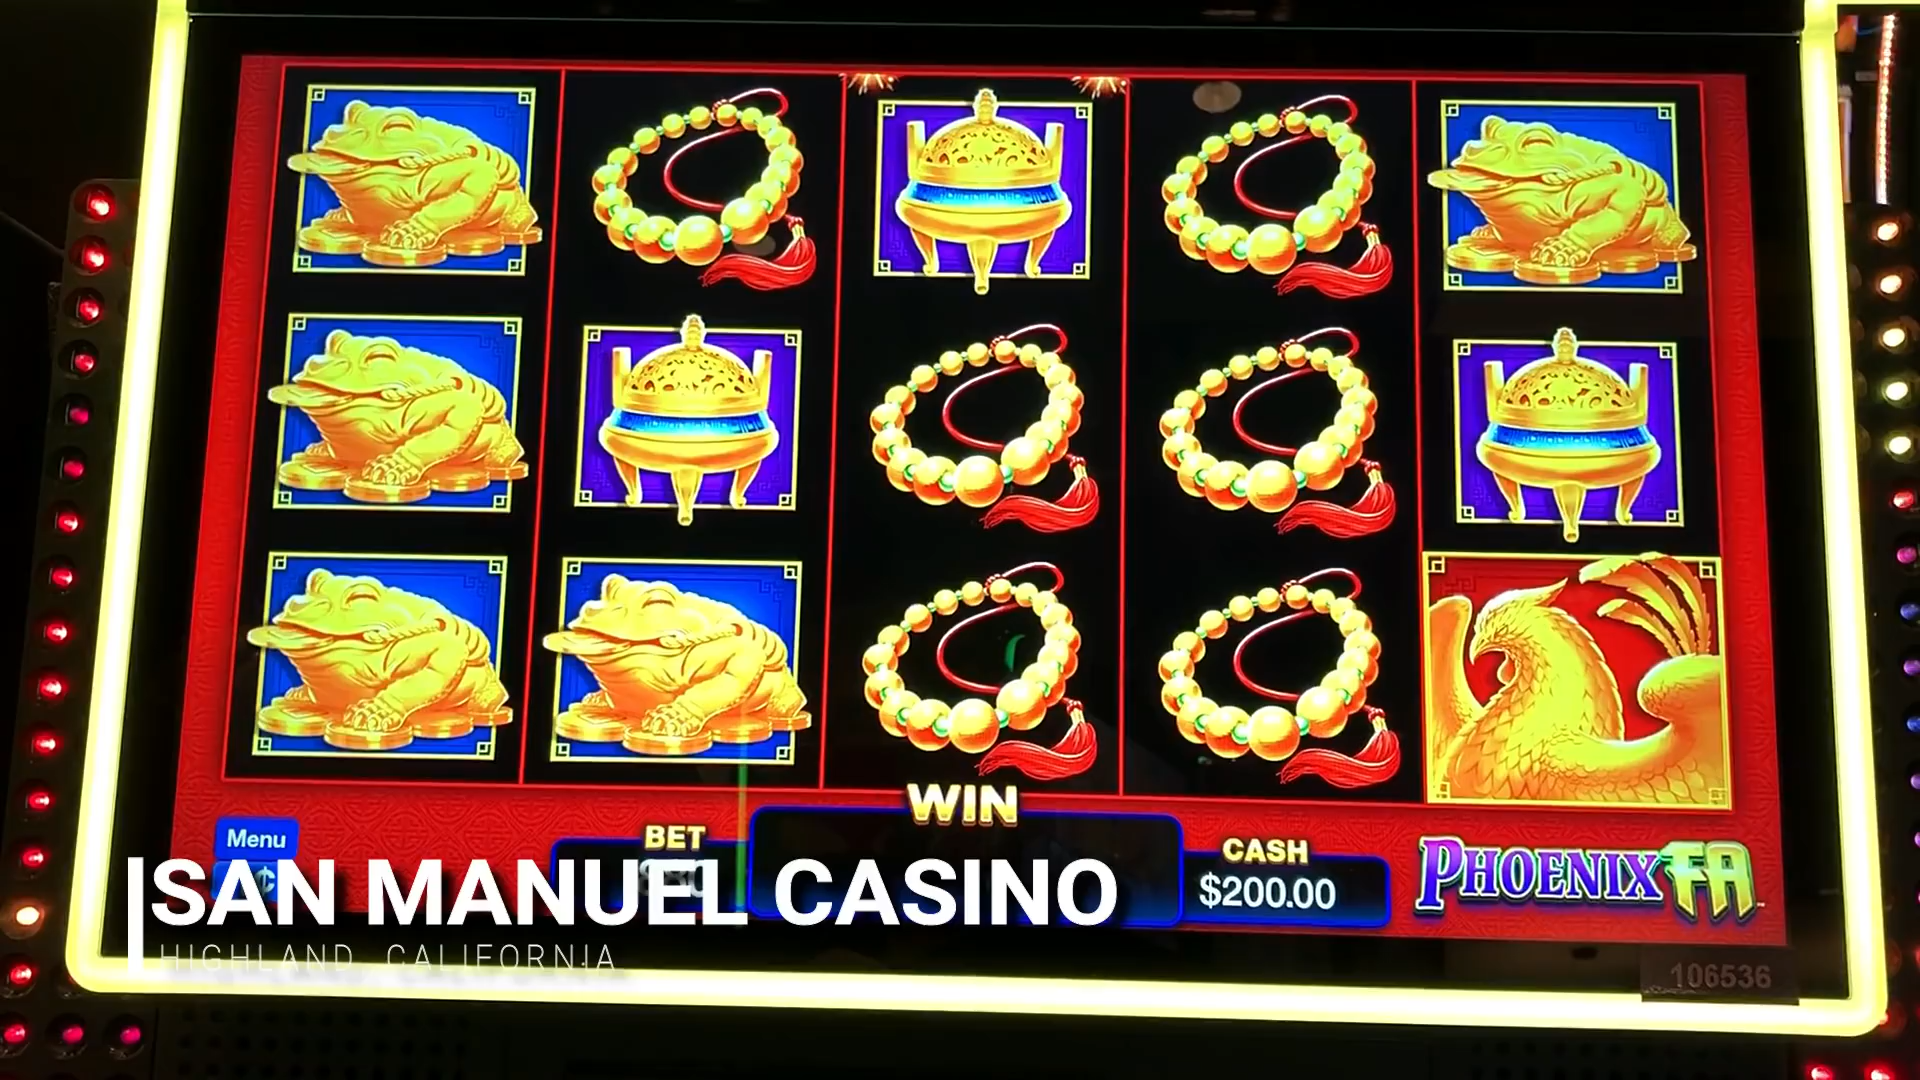 WIN
Menu
BET
CASH
$200.00
PHOENIX FA
SAN MANUEL CASINO
HIGHLAND, CALIFORNIA
106536